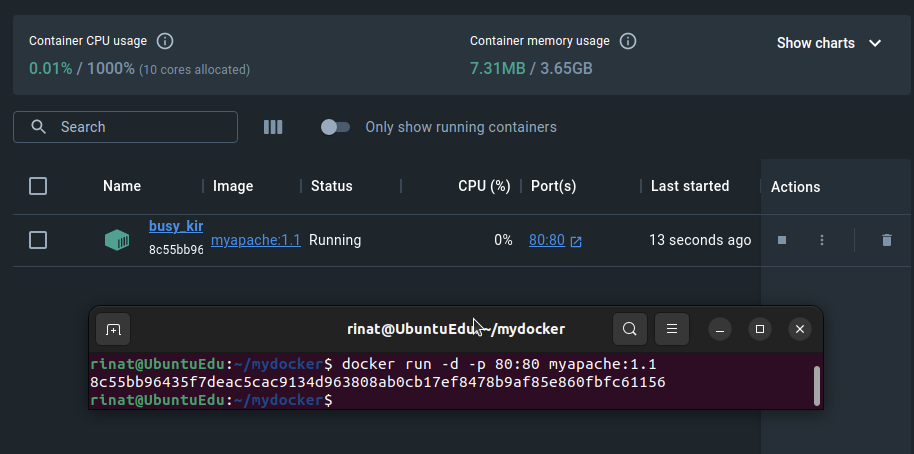 Container CPU usage
0.01% / 1000% (10 cores allocated)
Container memory usage
7.31MB / 3.65GB
Show charts
Search
Only show running containers
Name Image Status CPU (%) Port(s) Last started Actions
busy_kir
8c55bb96
myapache:1.1 Running 0% 80:80 13 seconds ago
rinat@UbuntuEdu: ~/mydocker
rinat@UbuntuEdu:~/mydocker$ docker run -d -p 80:80 myapache:1.1
8c55bb96435f7deac5cac9134d963808ab0cb17ef8478b9af85e860fbfc61156
rinat@UbuntuEdu:~/mydocker$